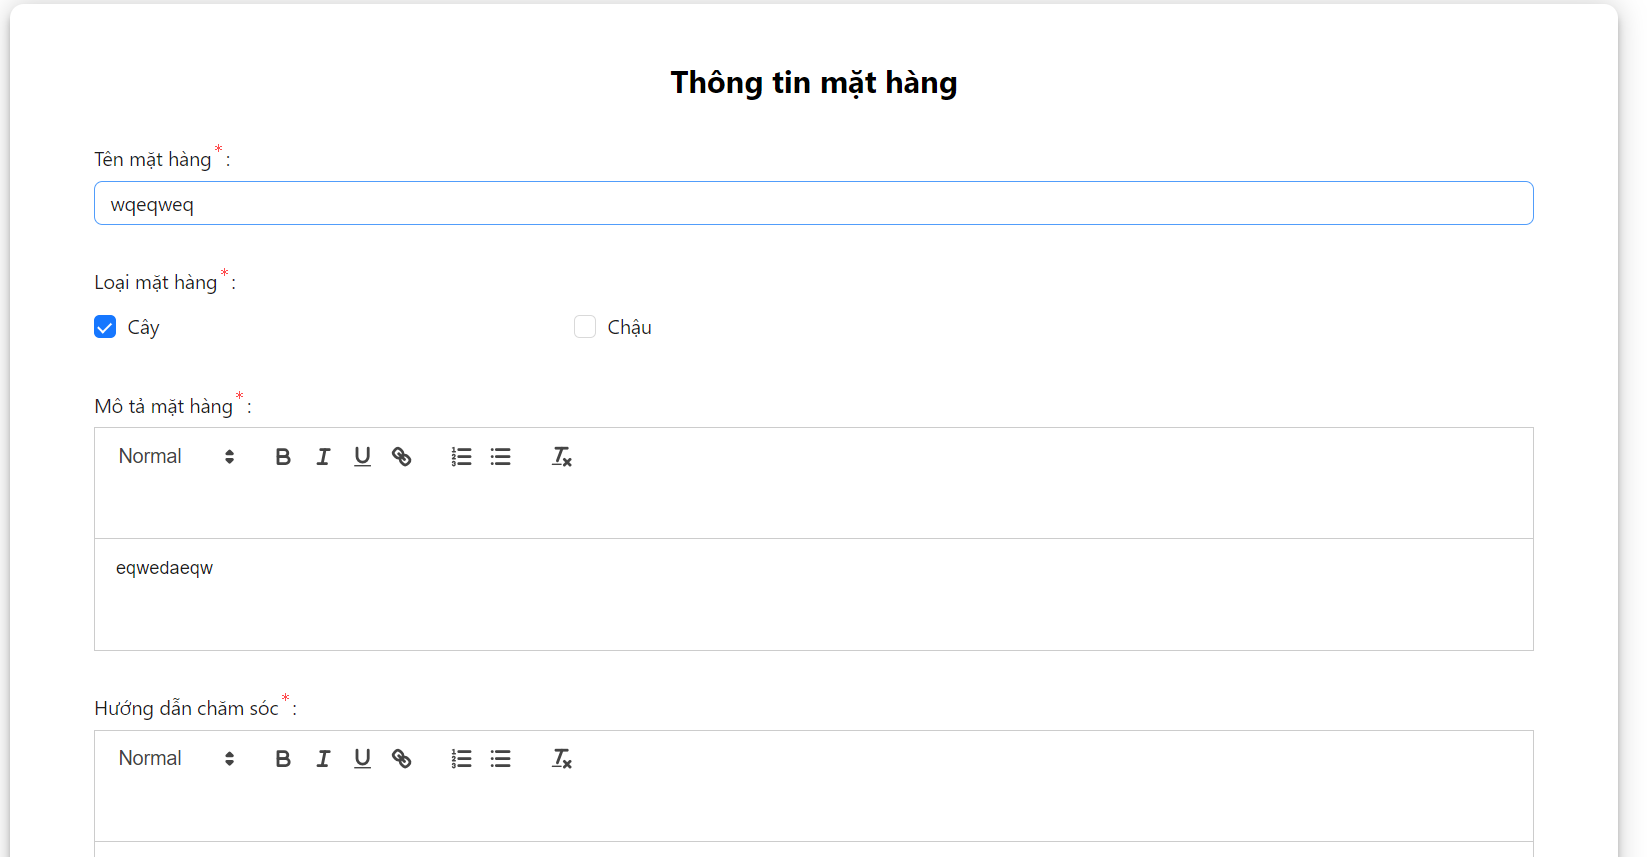 Thông tin mặt hàng
Tên mặt hàng*:
wqeqweq
Loại mặt hàng*:
Cây Chậu
Mô tả mặt hàng*:
Normal B I U
eqwedaeqw
Hướng dẫn chăm sóc*:
Normal B I U